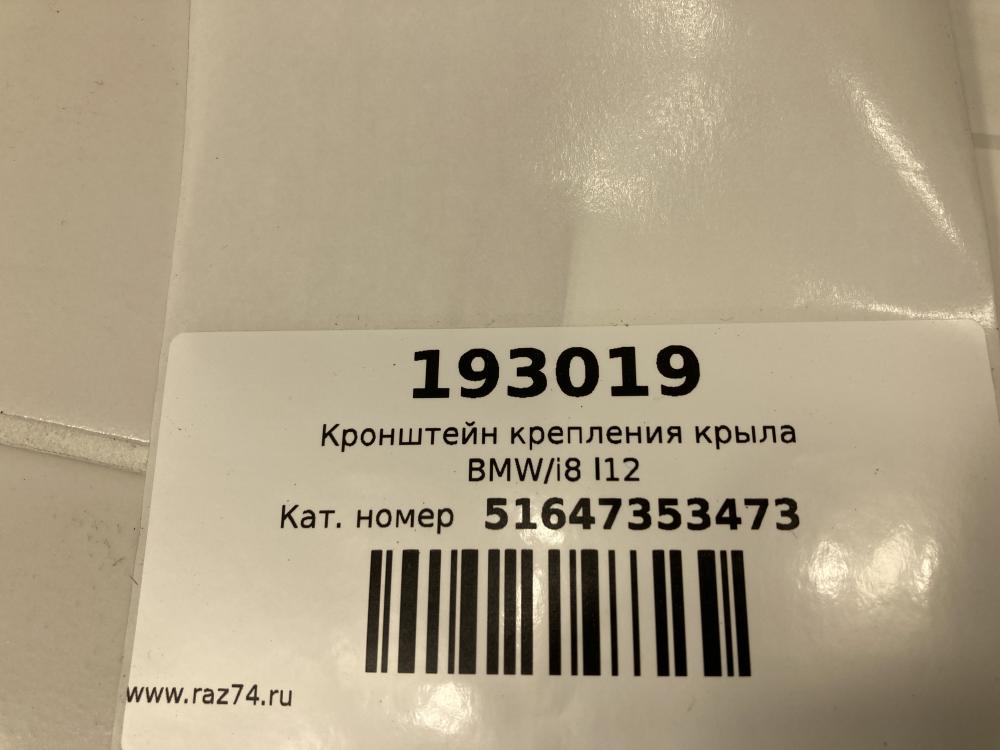 193019
Кронштейн крепления крыла
BMW/i8 I12
Кат. номер 51647353473
www.raz74.ru